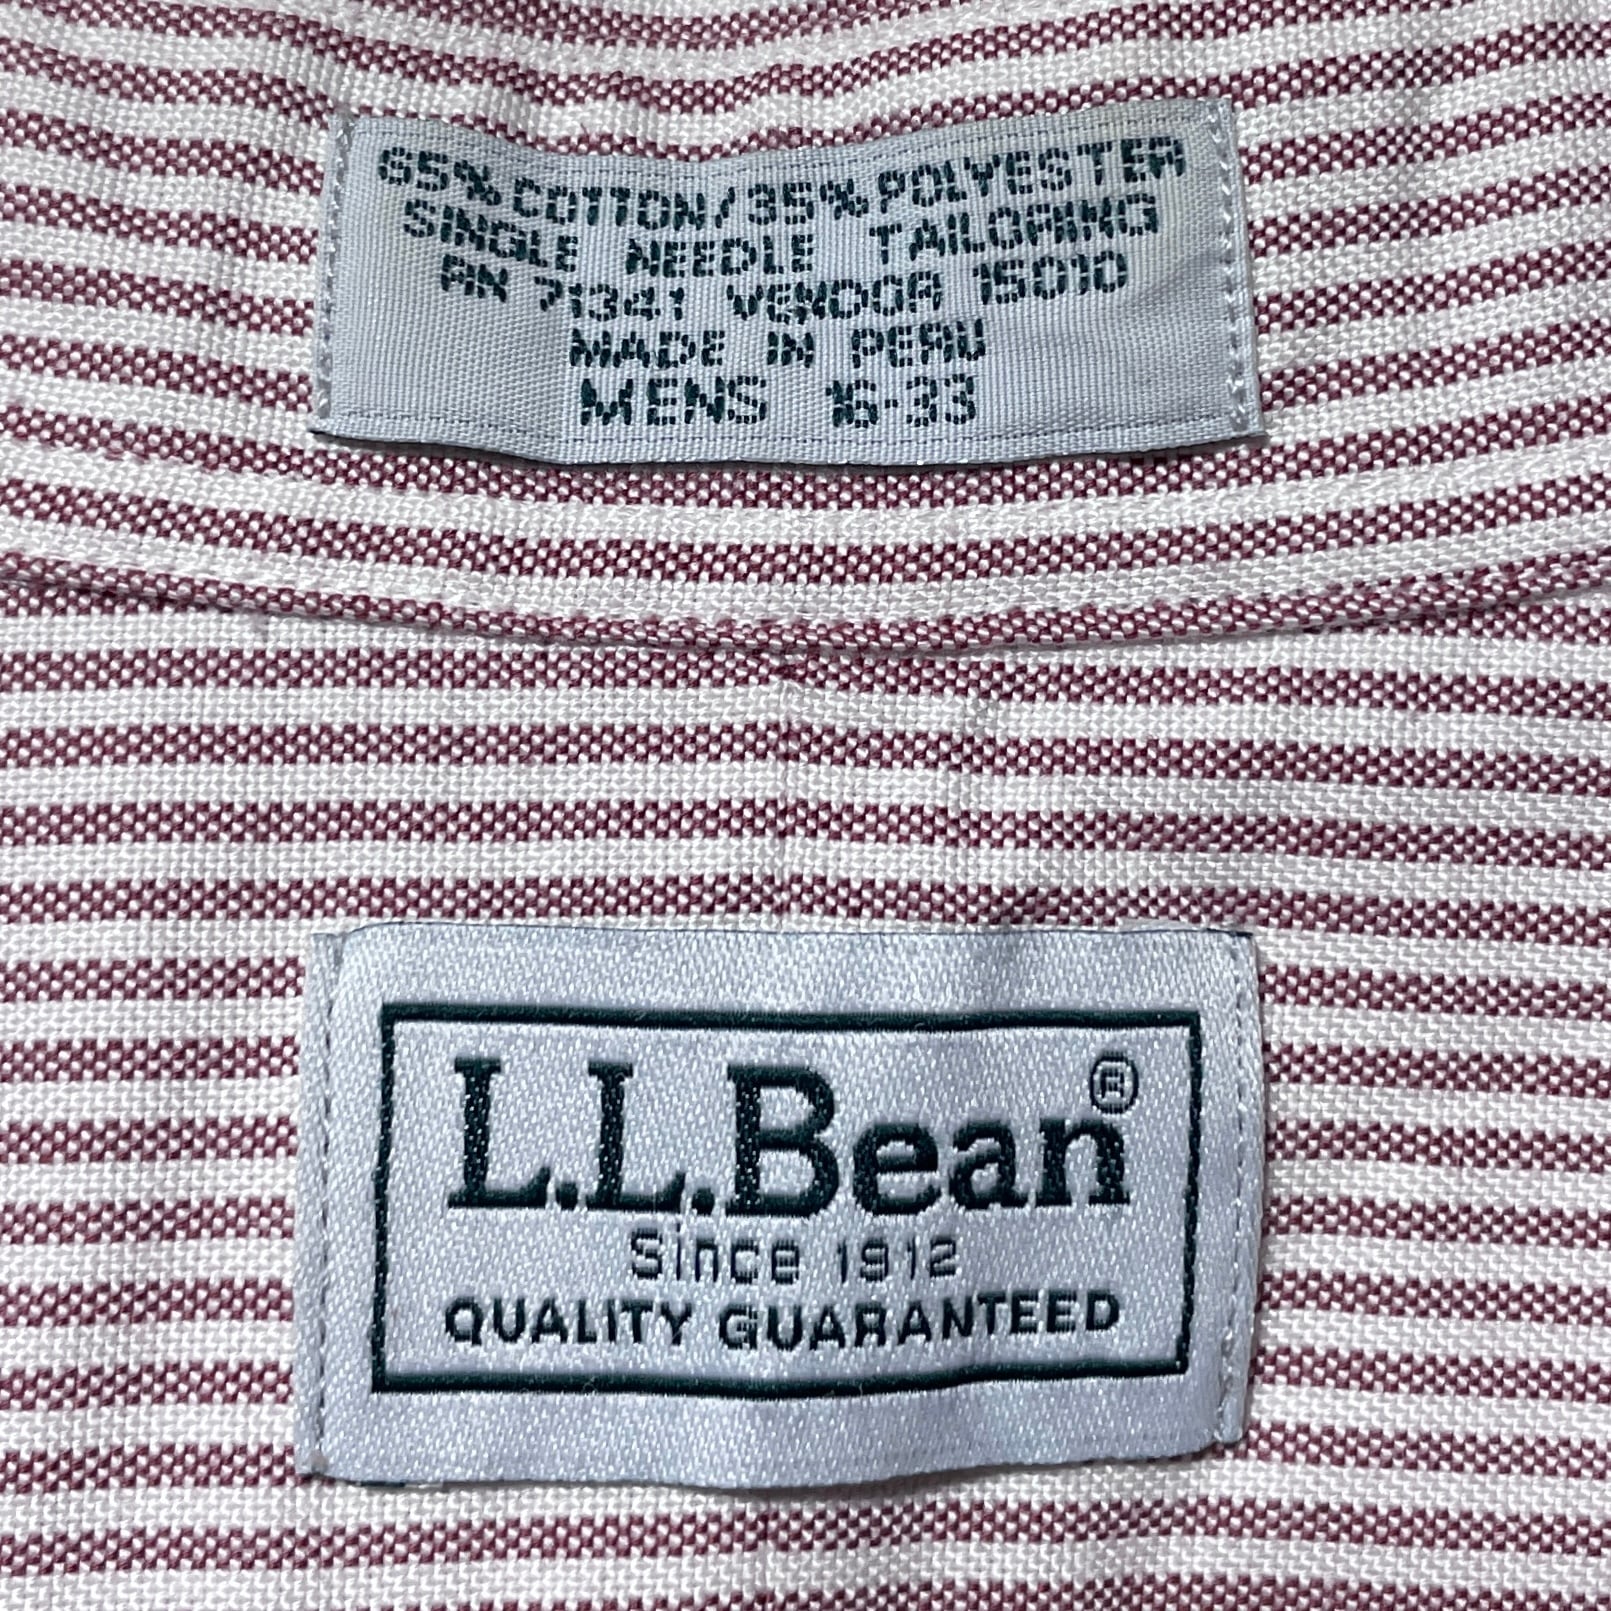 65% COTTON/35% POLYESTER
SINGLE NEEDLE TAILORING
RN 71341 VENDOR 15010
MADE IN PERU
MENS 16-33
L.L.Bean®
Since 1912
QUALITY GUARANTEED